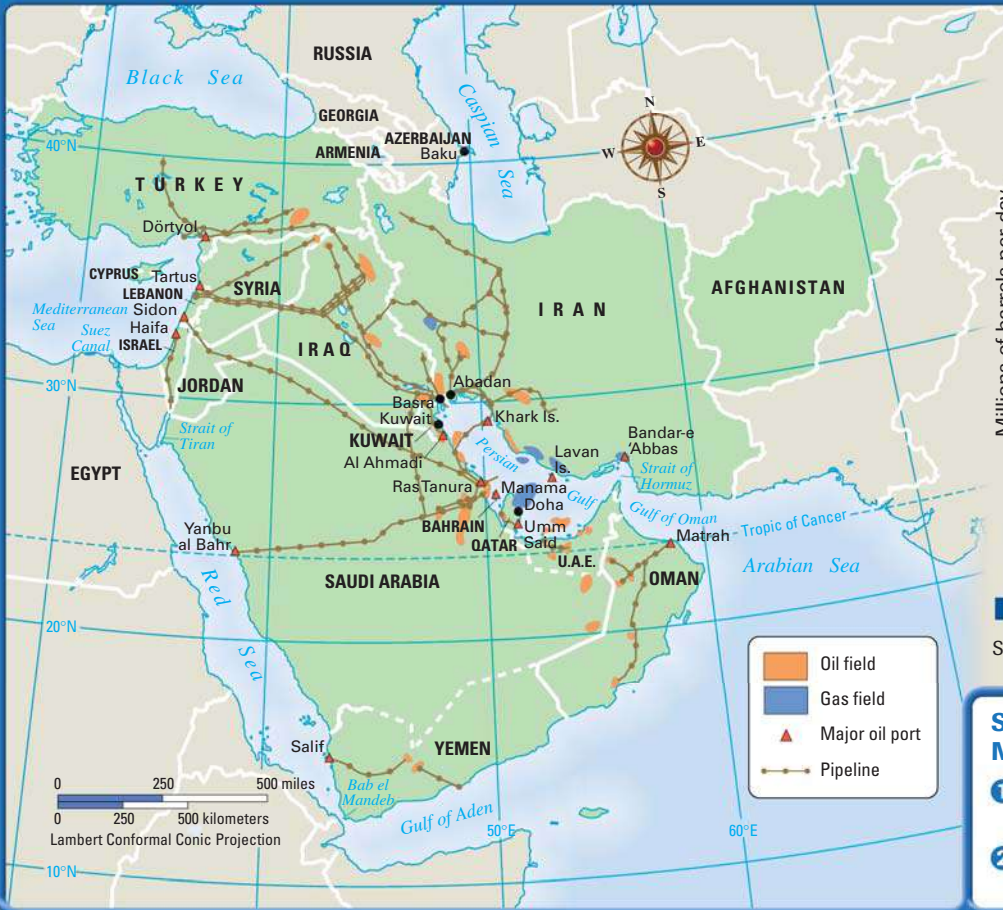 RUSSIA
Black Sea
Caspian
Sea
GEORGIA
AZERBAIJAN
ARMENIA
Baku
N
W
E
S
40°N
TURKEY
Dörtyol
CYPRUS
Tartus
LEBANON
SYRIA
Mediterranean
Sea
Sidon
Suez
Canal
Haifa
ISRAEL
IRAQ
IRAN
AFGHANISTAN
30°N
JORDAN
Abadan
Basra
Kuwait
Khark Is.
KUWAIT
Al Ahmadi
Strait of
Tiran
EGYPT
Persian
Gulf
Lavan
Is.
Bandar-e
'Abbas
Strait of
Hormuz
Ras Tanura
Manama
Doha
BAHRAIN
Umm
Said
QATAR
Gulf of Oman
Tropic of Cancer
Yanbu
al Bahr
Matrah
U.A.E.
SAUDI ARABIA
OMAN
Arabian Sea
Red
Sea
20°N
Salif
YEMEN
Bab el
Mandeb
Gulf of Aden
50°E
60°E
10°N
0 250 500 miles
0 250 500 kilometers
Lambert Conformal Conic Projection
Oil field
Gas field
Major oil port
Pipeline
S
S
M
1
2